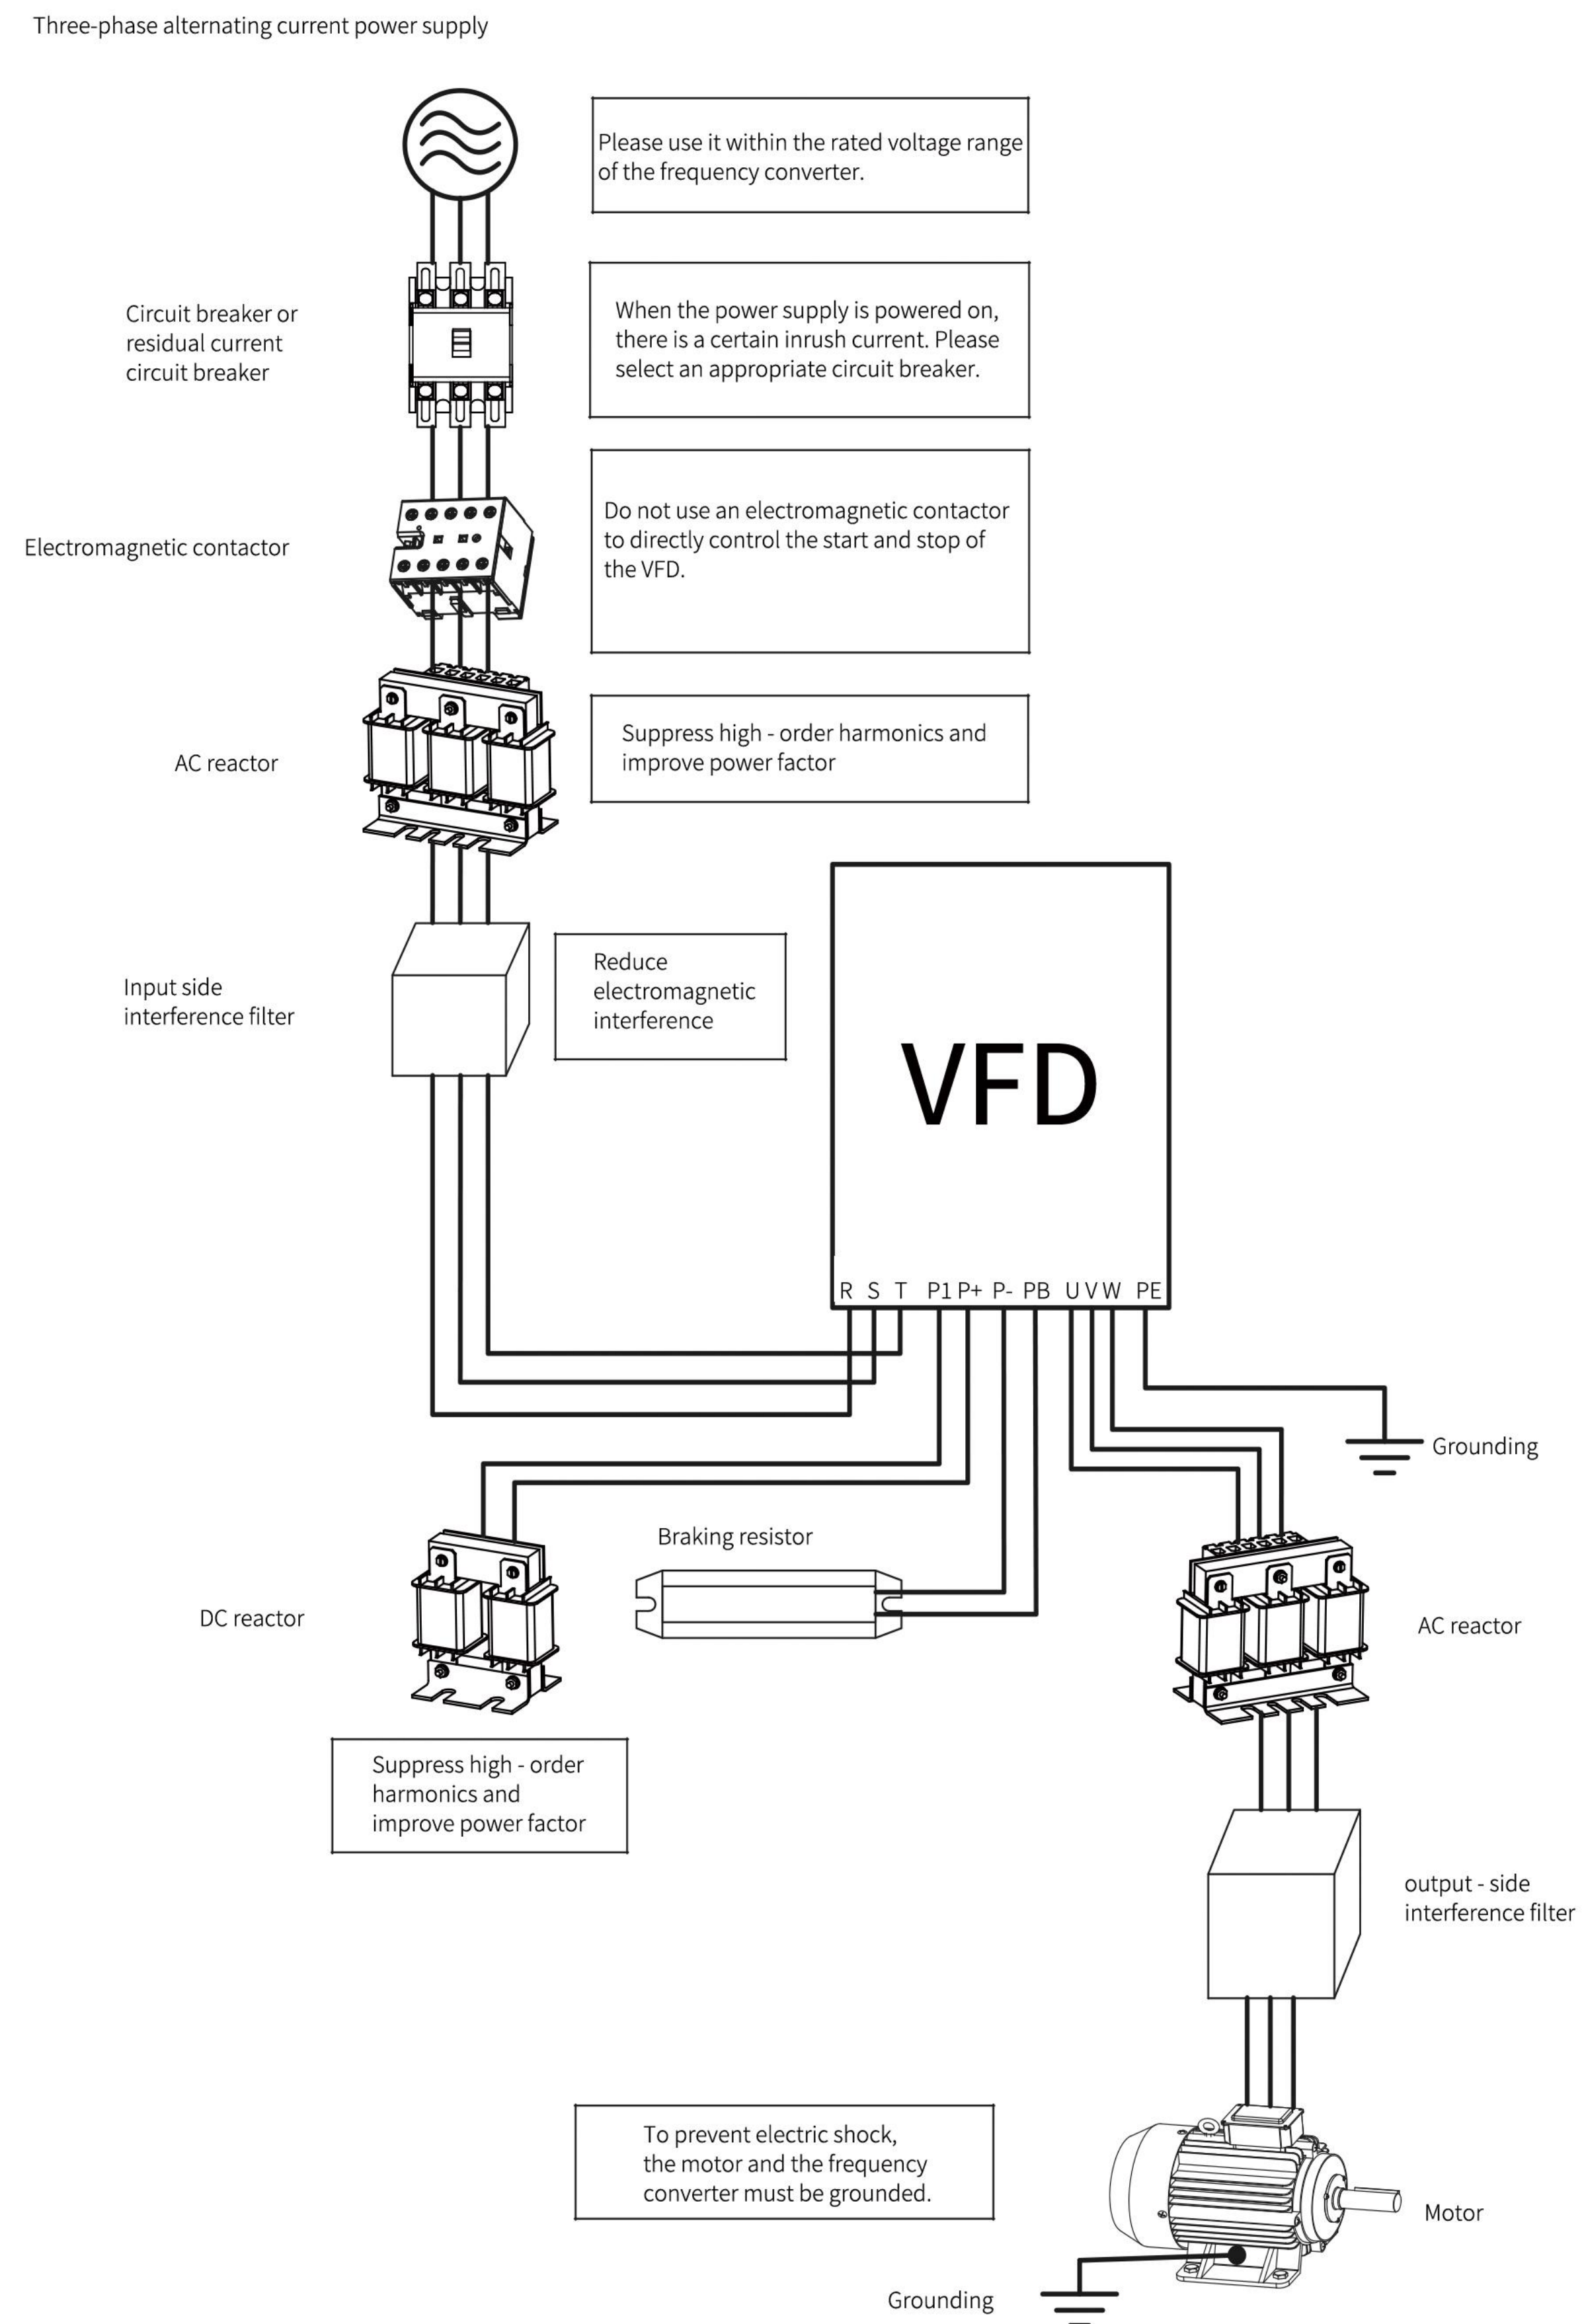 Three-phase alternating current power supply
Please use it within the rated voltage range
of the frequency converter.
Circuit breaker or
residual current
circuit breaker
When the power supply is powered on,
there is a certain inrush current. Please
select an appropriate circuit breaker.
Electromagnetic contactor
Do not use an electromagnetic contactor
to directly control the start and stop of
the VFD.
AC reactor
Suppress high - order harmonics and
improve power factor
Input side
interference filter
Reduce
electromagnetic
interference
VFD
R S T P1 P+ P- PB U V W PE
Grounding
Braking resistor
DC reactor
AC reactor
Suppress high - order
harmonics and
improve power factor
output - side
interference filter
To prevent electric shock,
the motor and the frequency
converter must be grounded.
Motor
Grounding